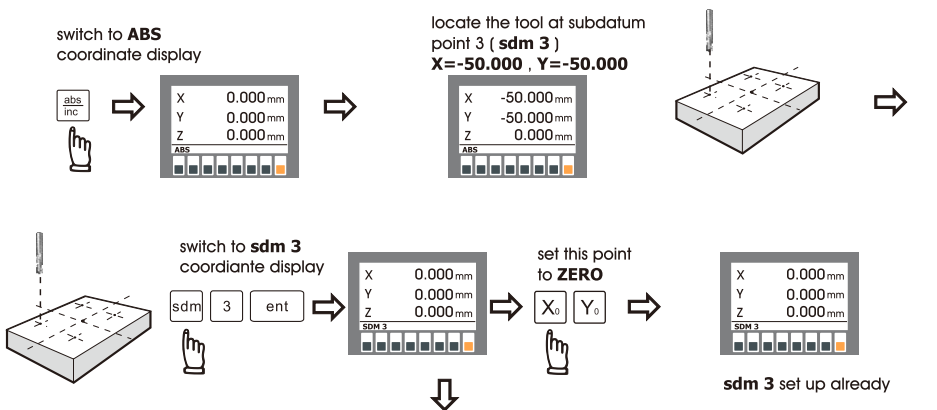 switch to ABS
coordinate display
abs
inc
X 0.000 mm
Y 0.000 mm
Z 0.000 mm
ABS
locate the tool at subdatum
point 3 ( sdm 3 )
X=-50.000 , Y=-50.000
X -50.000 mm
Y -50.000 mm
Z 0.000 mm
ABS
switch to sdm 3
coordiante display
sdm 3 ent
X 0.000 mm
Y 0.000 mm
Z 0.000 mm
SDM 3
set this point
to ZERO
X0 Y0
X 0.000 mm
Y 0.000 mm
Z 0.000 mm
SDM 3
sdm 3 set up already